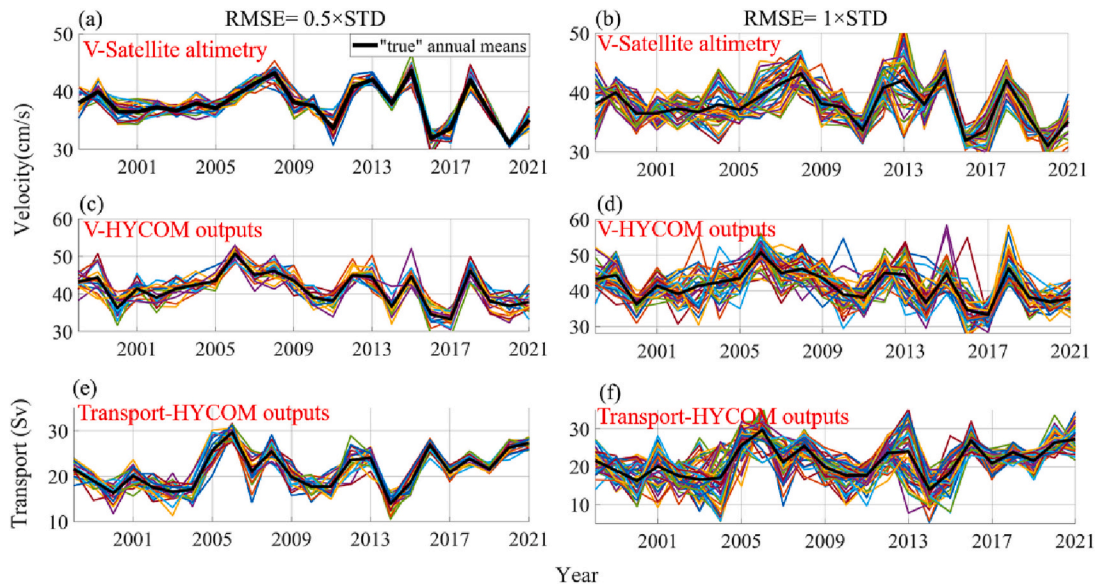 (a) RMSE= 0.5×STD
(b) RMSE= 1×STD
50
V-Satellite altimetry
"true" annual means
40
30
2001 2005 2009 2013 2017 2021
50
V-Satellite altimetry
40
30
2001 2005 2009 2013 2017 2021
Velocity(cm/s)
(c)
60
V-HYCOM outputs
50
40
30
2001 2005 2009 2013 2017 2021
(d)
60
V-HYCOM outputs
50
40
30
2001 2005 2009 2013 2017 2021
(e)
Transport-HYCOM outputs
30
20
10
2001 2005 2009 2013 2017 2021
Transport (Sv)
(f)
Transport-HYCOM outputs
30
20
10
2001 2005 2009 2013 2017 2021
Year